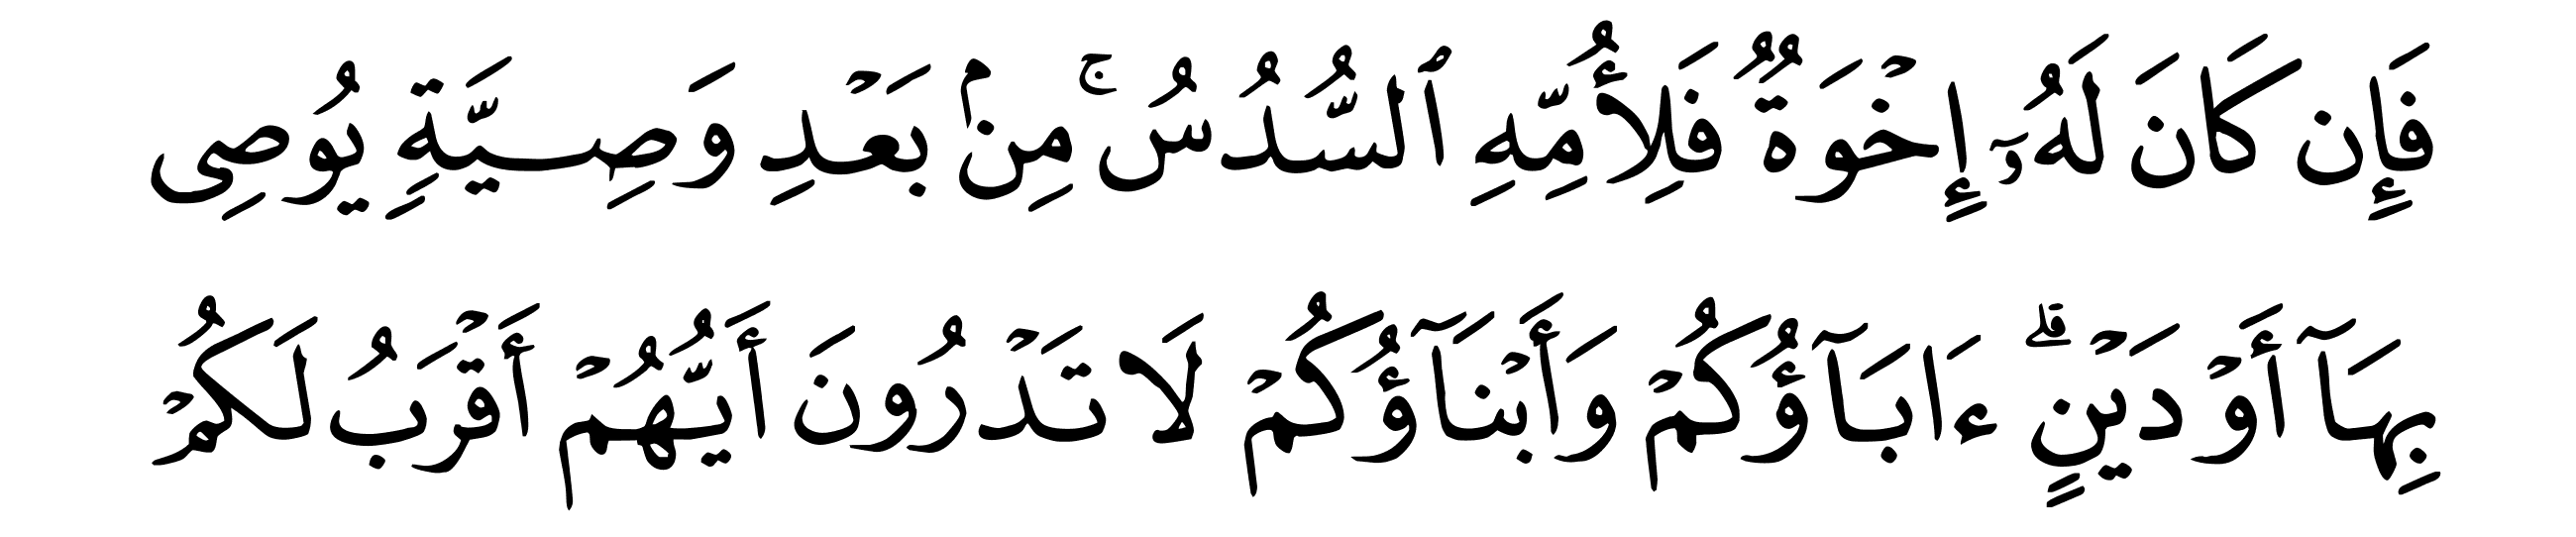 فَإِن كَانَ لَهُۥٓ إِخۡوَةٞ فَلِأُمِّهِ ٱلسُّدُسُۚ مِنۢ بَعۡدِ وَصِيَّةٖ يُوصِي
بِهَآ أَوۡ دَيۡنٍۗ ءَابَآؤُكُمۡ وَأَبۡنَآؤُكُمۡ لَا تَدۡرُونَ أَيُّهُمۡ أَقۡرَبُ لَكُمۡ